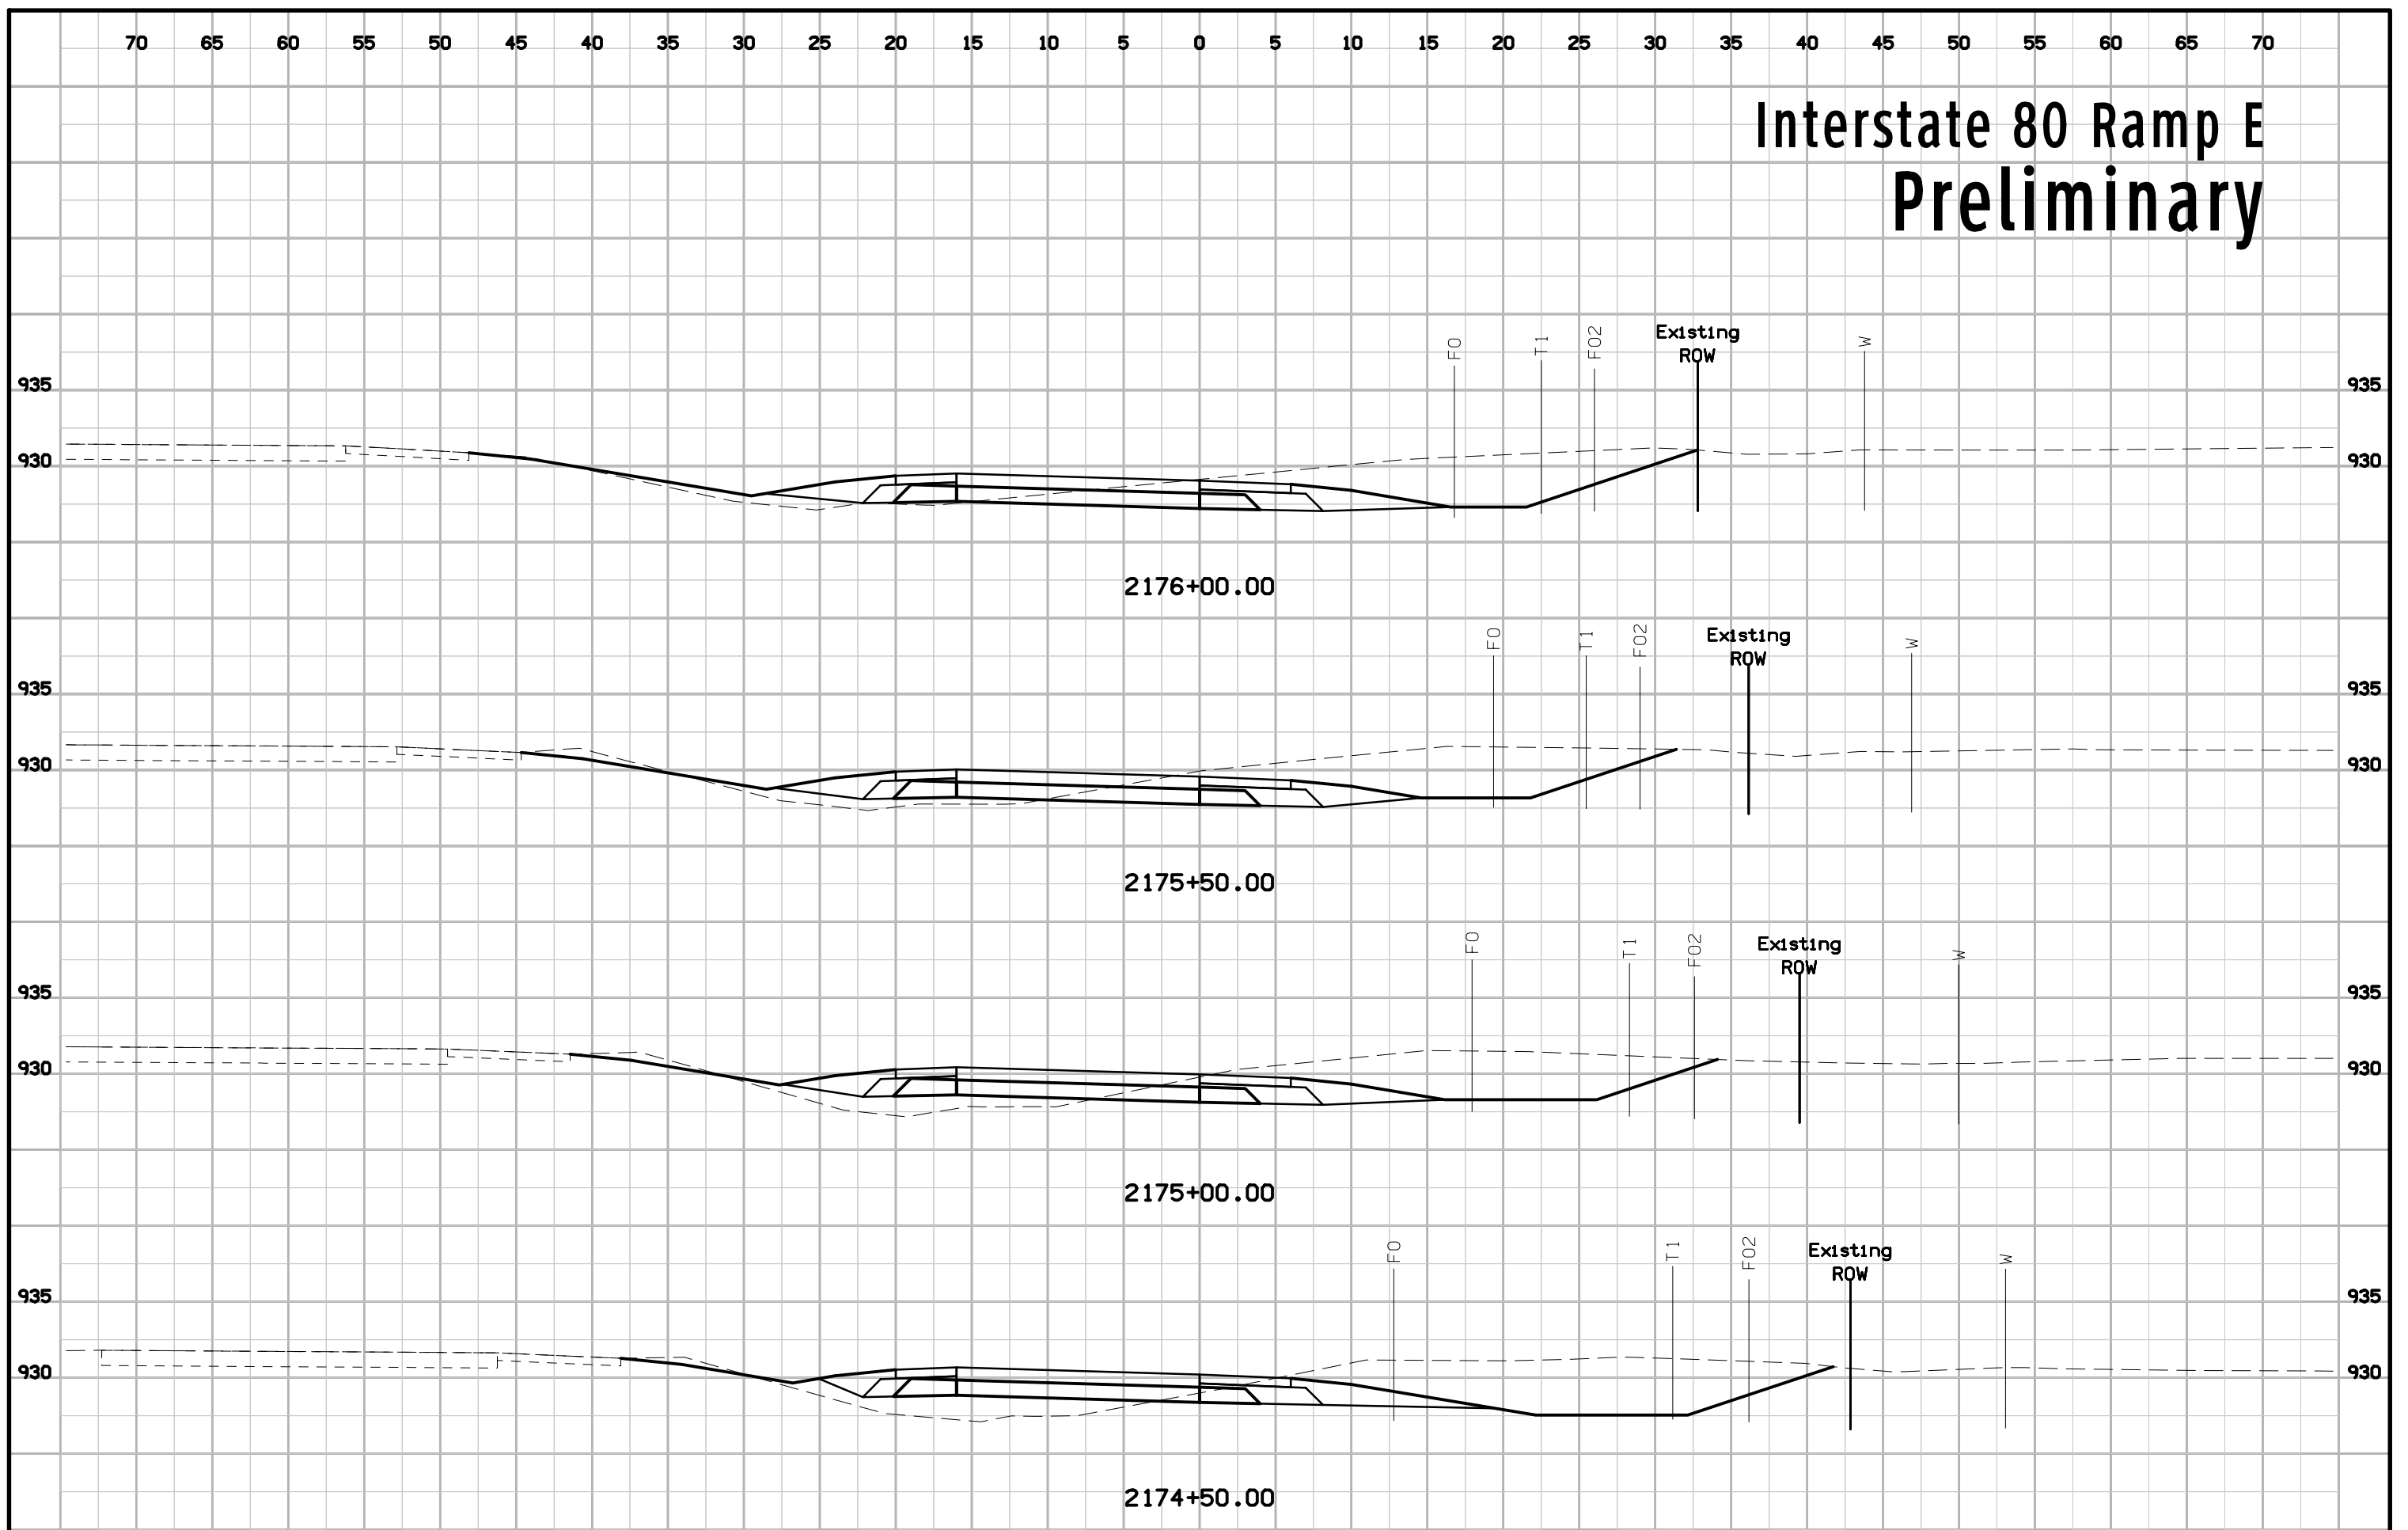 70 65 60 55 50 45 40 35 30 25 20 15 10 5 0 5 10 15 20 25 30 35 40 45 50 55 60 65 70
Interstate 80 Ramp E
Preliminary
FO T1 FO2 Existing W
ROW
935 935
930 930
2176+00.00
FO T1 FO2 Existing W
ROW
935 935
930 930
2175+50.00
FO T1 FO2 Existing W
ROW
935 935
930 930
2175+00.00
FO T1 FO2 Existing W
ROW
935 935
930 930
2174+50.00